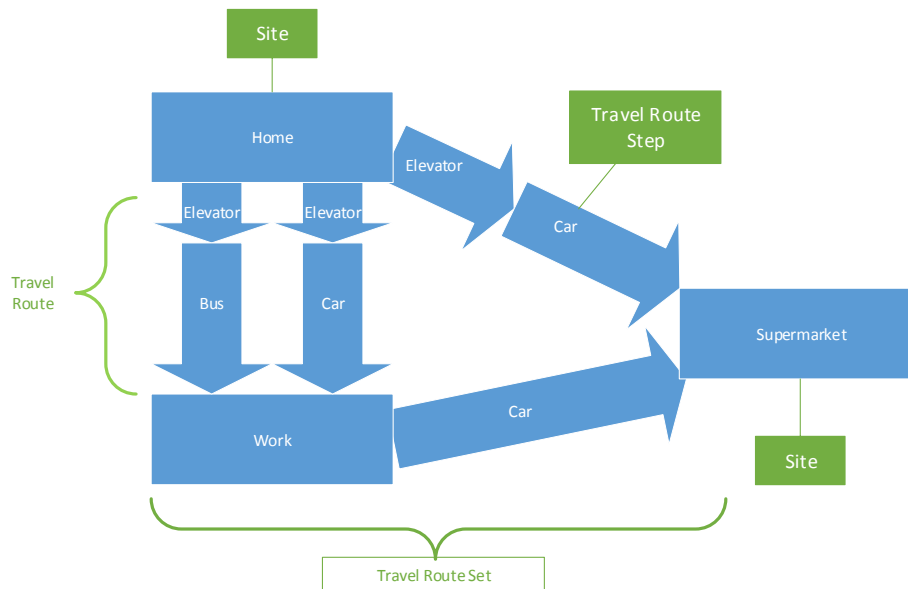 Site
Home
Travel Route
Step
Elevator
Elevator
Elevator
Car
Travel
Route
Bus
Car
Supermarket
Car
Work
Site
Travel Route Set